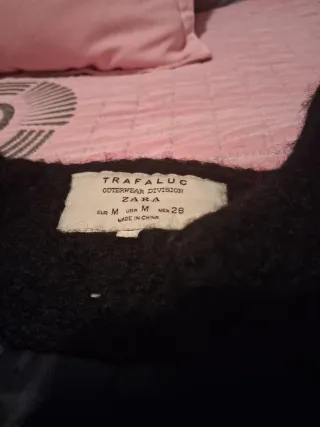 TRAFALUC
OUTERWEAR DIVISION
ZARA
EUR M USA M MEX 28
MADE IN CHINA